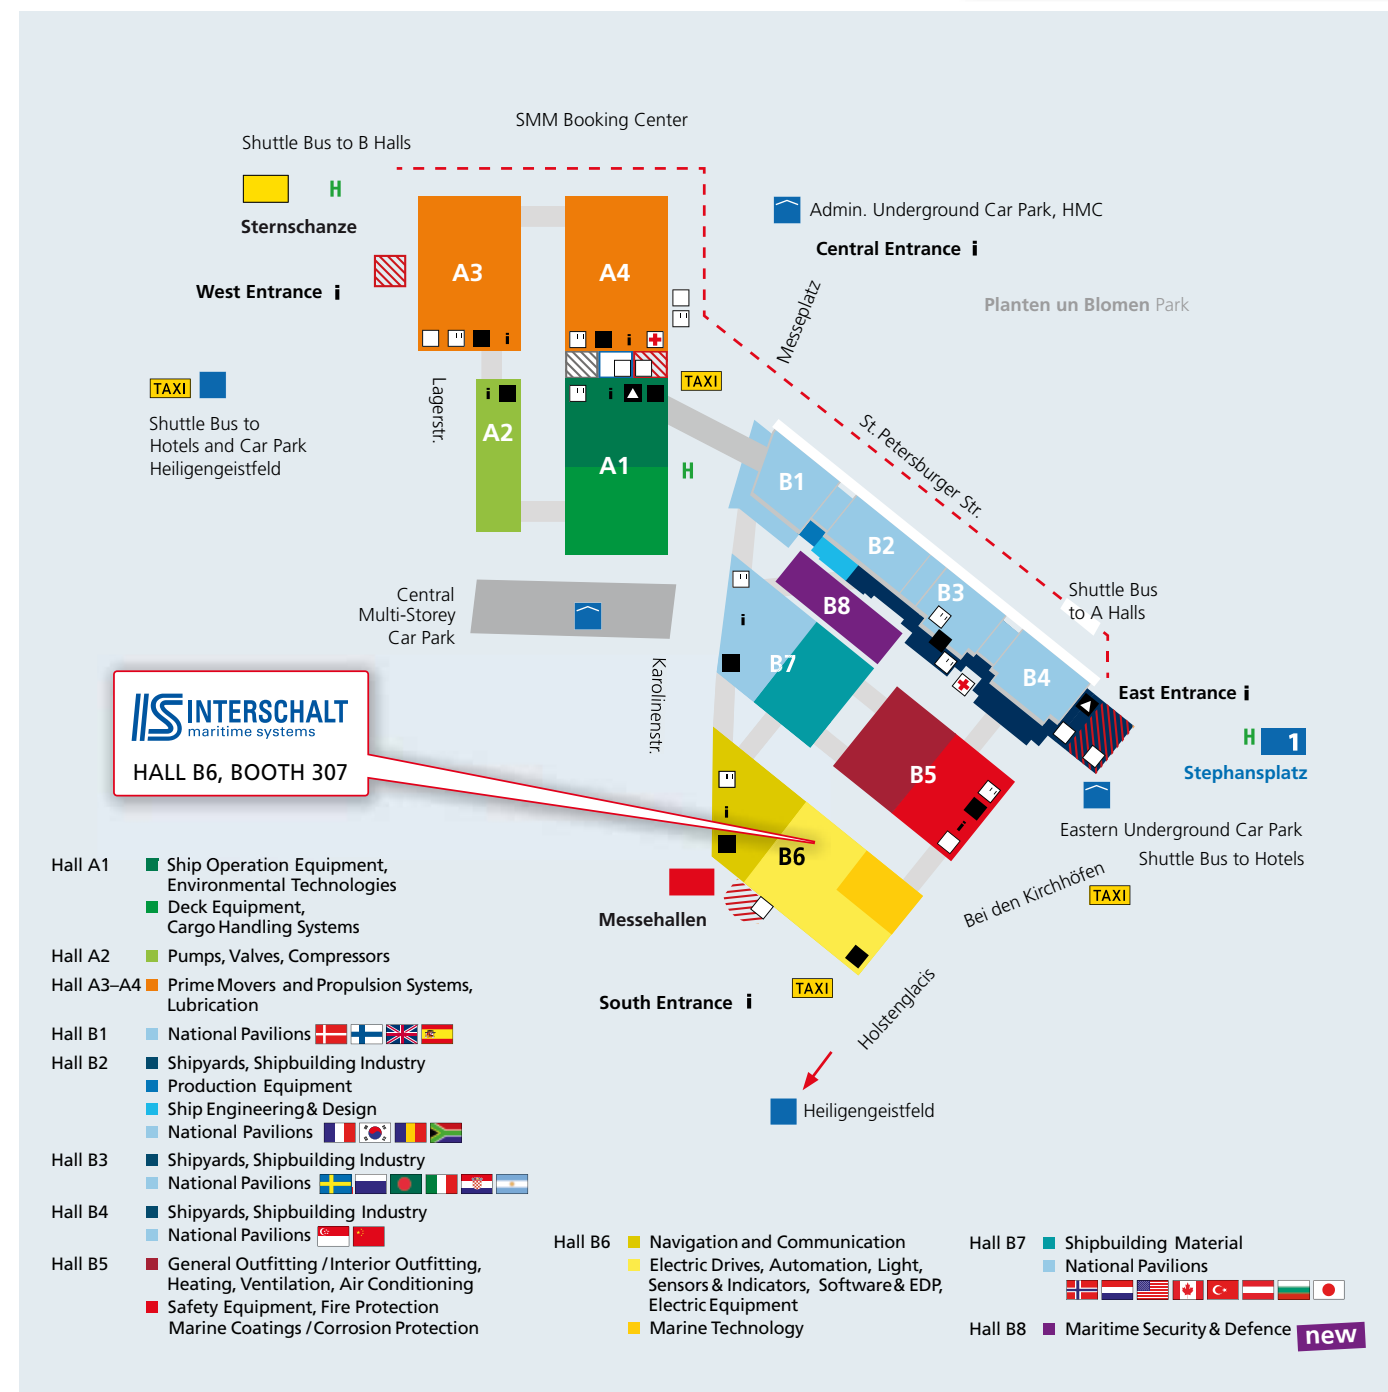 SMM Booking Center
Shuttle Bus to B Halls
H
Sternschanze
Admin. Underground Car Park, HMC
Central Entrance i
West Entrance i
A3
A4
Messeplatz
Planten un Blomen Park
i
i
TAXI
TAXI
Lagerstr.
i
i
Shuttle Bus to
Hotels and Car Park
Heiligengeistfeld
A2
A1
H
B1
St. Petersburger Str.
B2
B3
B8
Shuttle Bus
to A Halls
Central
Multi-Storey
Car Park
i
B7
B4
Karolinenstr.
East Entrance i
H 1
Stephansplatz
INTERSCHALT
maritime systems
HALL B6, BOOTH 307
B5
i
i
B6
Eastern Underground Car Park
Shuttle Bus to Hotels
Bei den Kirchhöfen
TAXI
Messehallen
South Entrance i
TAXI
Holstenglacis
Heiligengeistfeld
Hall A1 Ship Operation Equipment,
Environmental Technologies
Deck Equipment,
Cargo Handling Systems
Hall A2 Pumps, Valves, Compressors
Hall A3–A4 Prime Movers and Propulsion Systems,
Lubrication
Hall B1 National Pavilions
Hall B2 Shipyards, Shipbuilding Industry
Production Equipment
Ship Engineering & Design
National Pavilions
Hall B3 Shipyards, Shipbuilding Industry
National Pavilions
Hall B4 Shipyards, Shipbuilding Industry
National Pavilions
Hall B5 General Outfitting / Interior Outfitting,
Heating, Ventilation, Air Conditioning
Safety Equipment, Fire Protection
Marine Coatings / Corrosion Protection
Hall B6 Navigation and Communication
Electric Drives, Automation, Light,
Sensors & Indicators, Software & EDP,
Electric Equipment
Marine Technology
Hall B7 Shipbuilding Material
National Pavilions
Hall B8 Maritime Security & Defence new